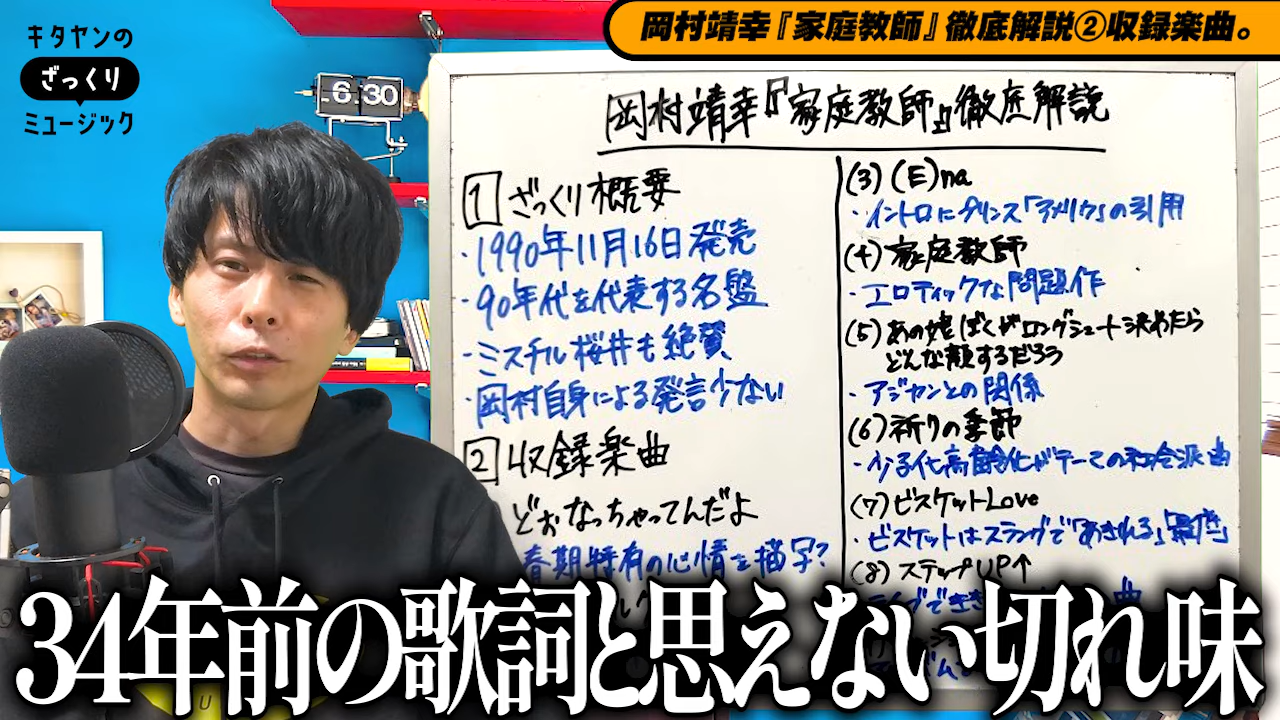 キタヤンの
ざっくり
ミュージック
岡村靖幸『家庭教師』徹底解説②収録楽曲。
6 30
岡村靖幸『家庭教師』徹底解説
1 ざっくり概要
・1990年11月16日発売
・90年代を代表する名盤
・ミスチル桜井も絶賛
・岡村自身による発言少ない
2 収録楽曲
どぉなっちゃってんだよ
春期特有の心情を描写?
(3) (E)na
・イントロにプリンス「アメリカ」の引用
(4) 家庭教師
・エロティックな問題作
(5) あの娘ぼくがロングシュート決めたら
どんな顔するだろう
・アジカンとの関係
(6) 祈りの季節
・少子化高齢化がテーマの社会派曲
(7) ビスケットLove
・ビスケットはスラングで「あきれる」
(8) ステップUP↑
34年前の歌詞と思えない切れ味